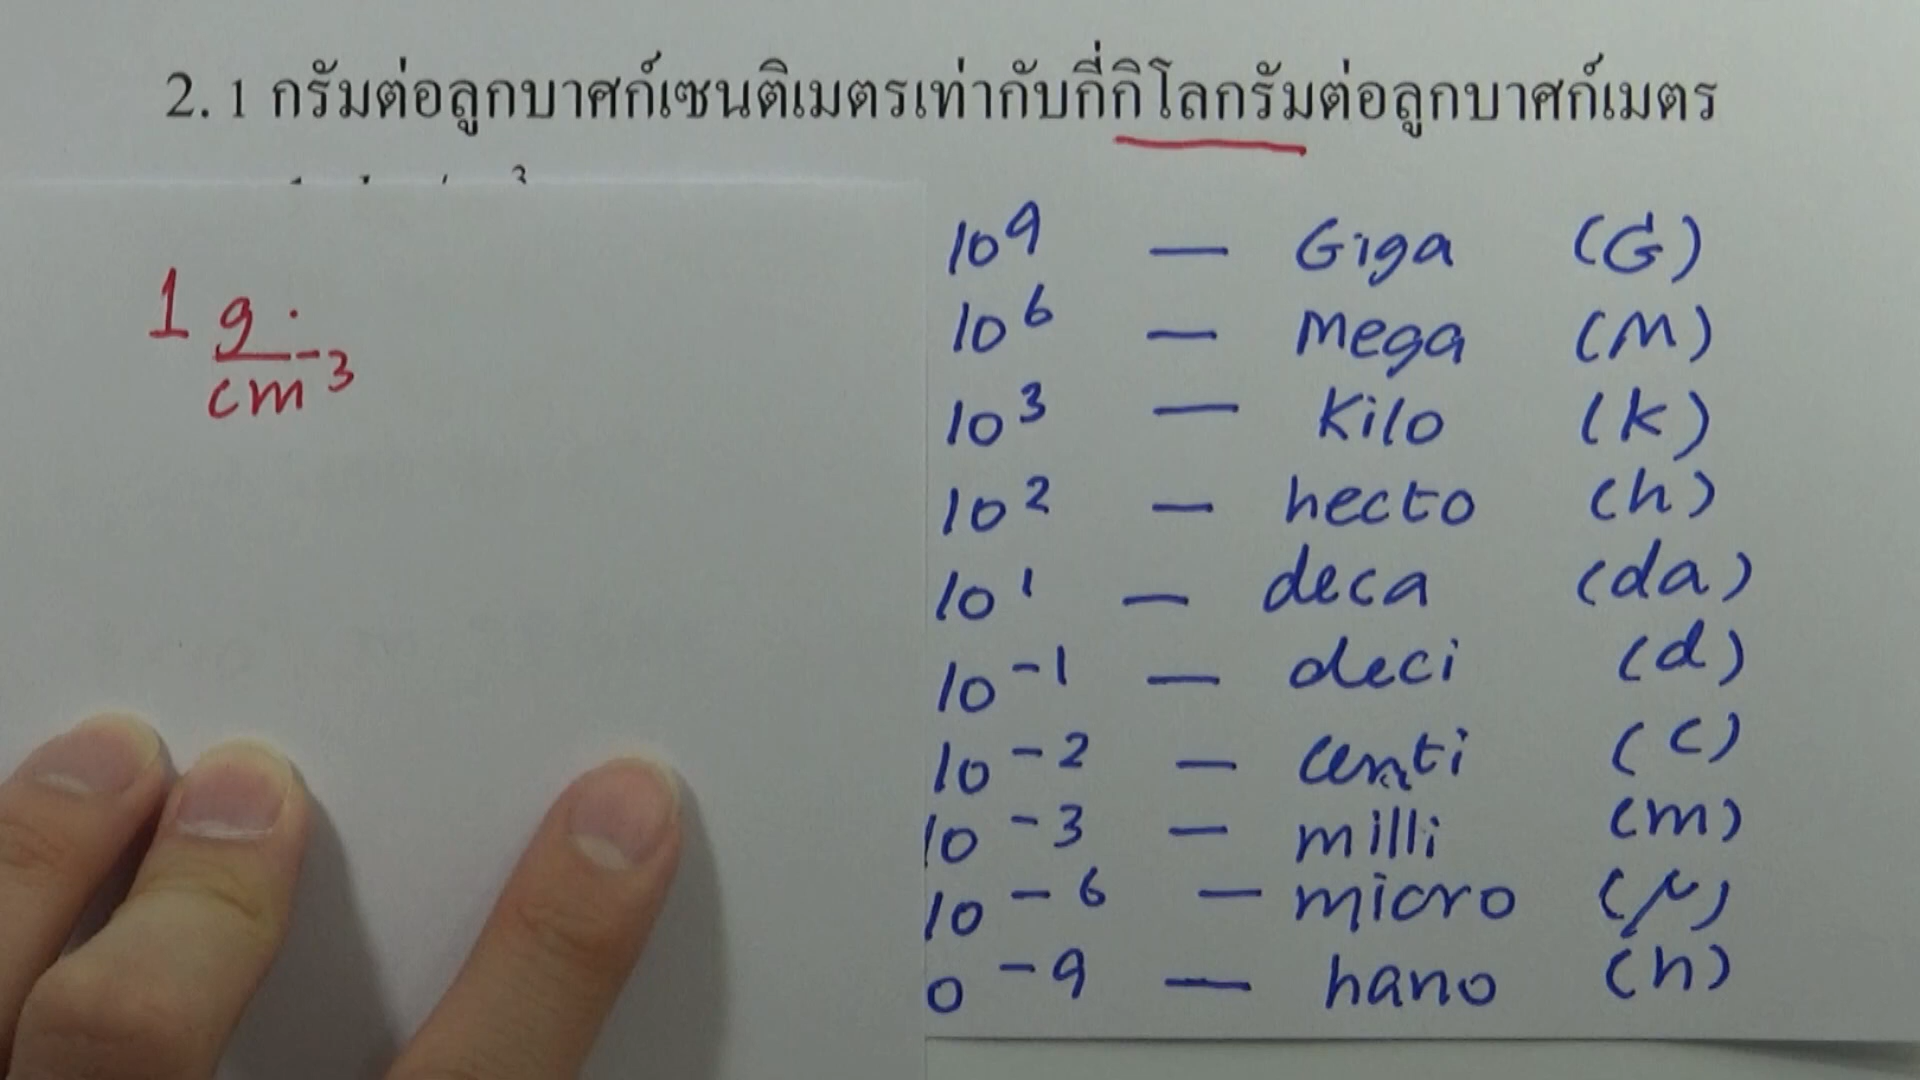 2. 1 กรัมต่อลูกบาศก์เซนติเมตรเท่ากับกี่กิโลกรัมต่อลูกบาศก์เมตร
1 g.
cm⁻³
10⁹ — Giga (G)
10⁶ — Mega (M)
10³ — Kilo (k)
10² — hecto (h)
10¹ — deca (da)
10⁻¹ — deci (d)
10⁻² — centi (c)
10⁻³ — milli (m)
10⁻⁶ — micro (μ)
0⁻⁹ — nano (n)